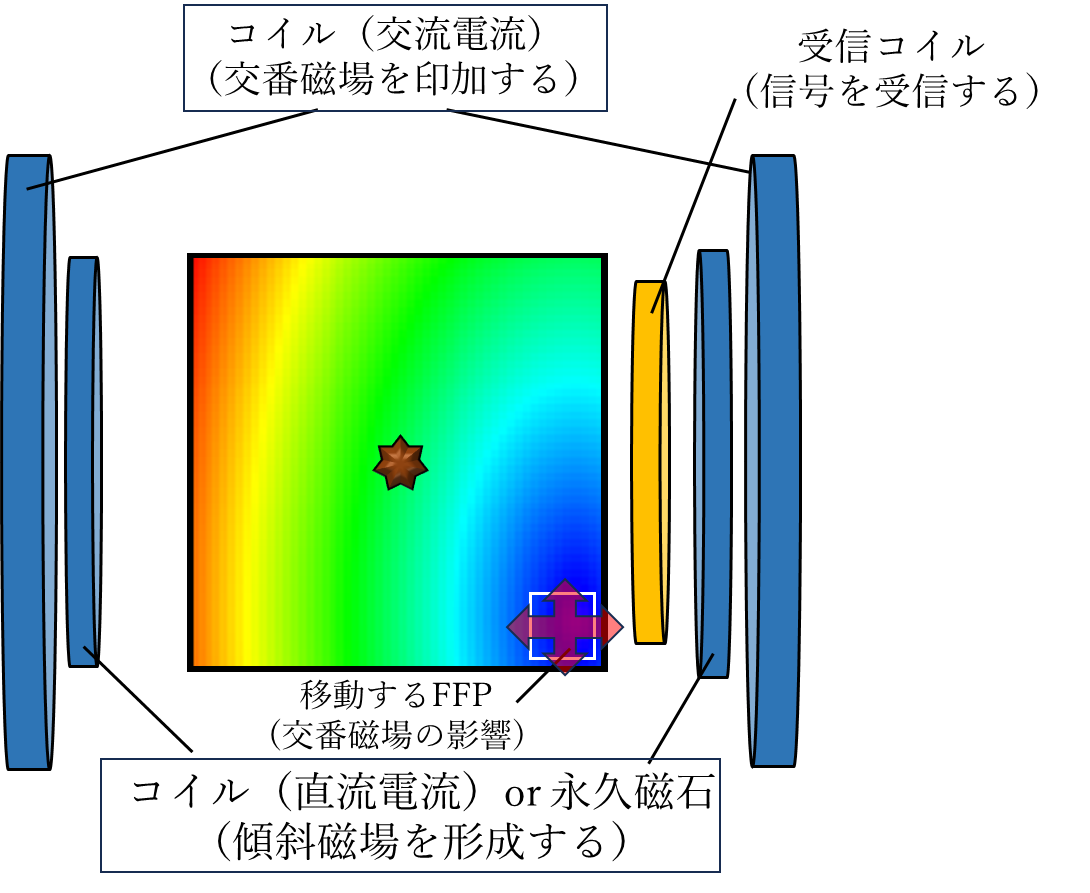 コイル（交流電流）
（交番磁場を印加する）
受信コイル
（信号を受信する）
移動するFFP
（交番磁場の影響）
コイル（直流電流）or 永久磁石
（傾斜磁場を形成する）